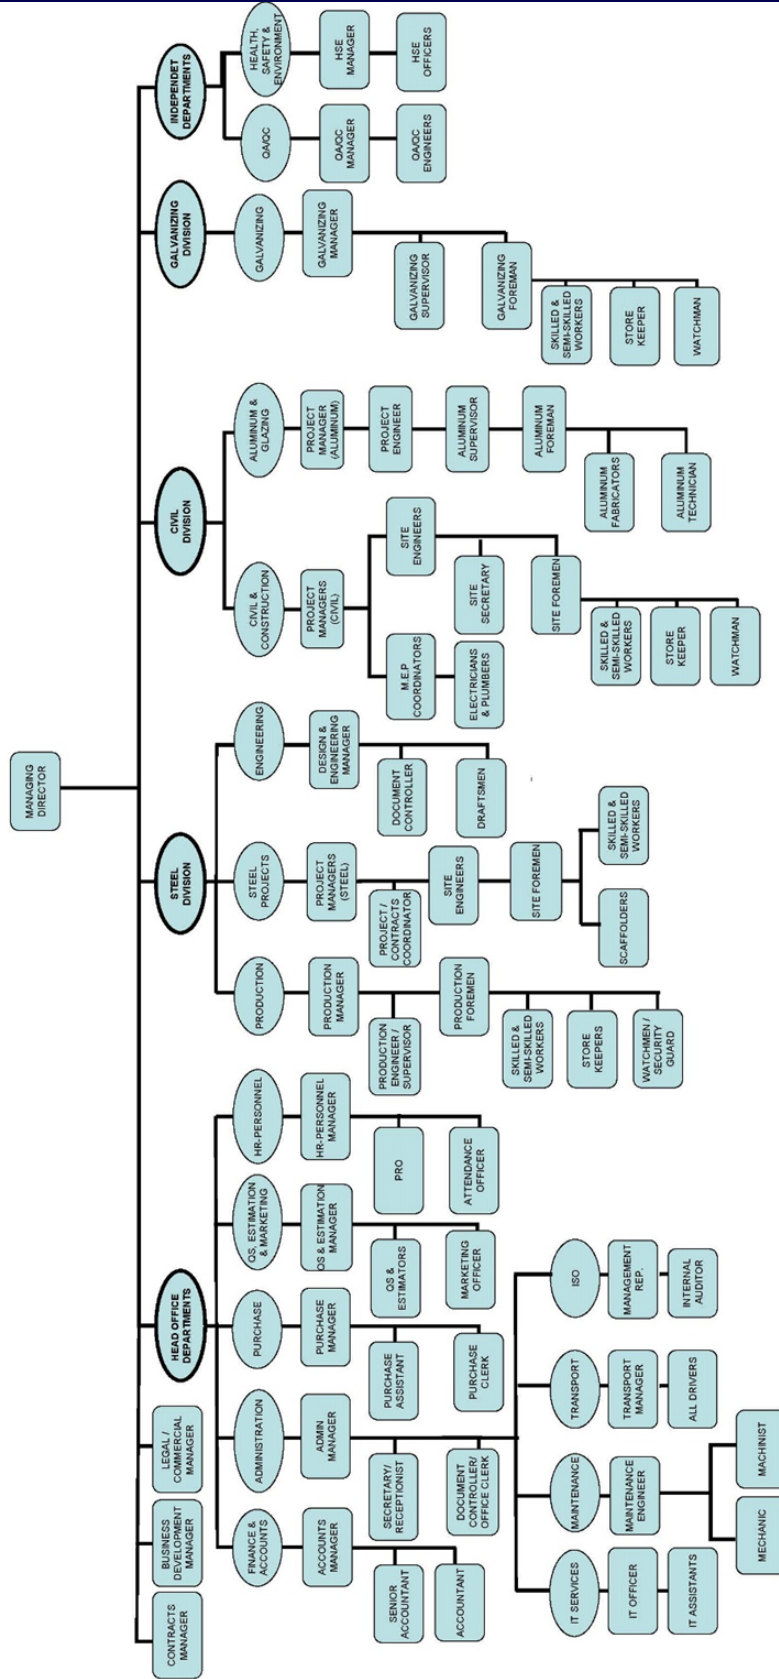 MANAGING
DIRECTOR
CONTRACTS
MANAGER
BUSINESS
DEVELOPMENT
MANAGER
LEGAL /
COMMERCIAL
MANAGER
HEAD OFFICE
DEPARTMENTS
STEEL
DIVISION
CIVIL
DIVISION
GALVANIZING
DIVISION
INDEPENDET
DEPARTMENTS
FINANCE &
ACCOUNTS
ACCOUNTS
MANAGER
SENIOR
ACCOUNTANT
ACCOUNTANT
ADMINISTRATION
ADMIN
MANAGER
SECRETARY/
RECEPTIONIST
DOCUMENT
CONTROLLER/
OFFICE CLERK
IT SERVICES
IT OFFICER
IT ASSISTANTS
MAINTENANCE
MAINTENANCE
ENGINEER
MECHANIC
MACHINIST
TRANSPORT
TRANSPORT
MANAGER
ALL DRIVERS
ISO
MANAGEMENT
REP.
INTERNAL
AUDITOR
PURCHASE
PURCHASE
MANAGER
PURCHASE
ASSISTANT
PURCHASE
CLERK
QS, ESTIMATION
& MARKETING
QS & ESTIMATION
MANAGER
QS &
ESTIMATORS
MARKETING
OFFICER
HR-PERSONNEL
HR-PERSONNEL
MANAGER
PRO
ATTENDANCE
OFFICER
PRODUCTION
PRODUCTION
MANAGER
PRODUCTION
ENGINEER /
SUPERVISOR
PRODUCTION
FOREMEN
SKILLED &
SEMI-SKILLED
WORKERS
STORE
KEEPERS
WATCHMEN /
SECURITY
GUARD
STEEL
PROJECTS
PROJECT
MANAGERS
(STEEL)
PROJECT /
CONTRACTS
COORDINATOR
SITE
ENGINEERS
SITE FOREMEN
SCAFFOLDERS
SKILLED &
SEMI-SKILLED
WORKERS
ENGINEERING
DESIGN &
ENGINEERING
MANAGER
DOCUMENT
CONTROLLER
DRAFTSMEN
CIVIL &
CONSTRUCTION
PROJECT
MANAGERS
(CIVIL)
M.E.P
COORDINATORS
ELECTRICIANS
& PLUMBERS
SITE
ENGINEERS
SITE
SECRETARY
SITE FOREMEN
SKILLED &
SEMI-SKILLED
WORKERS
STORE
KEEPER
WATCHMAN
ALUMINUM &
GLAZING
PROJECT
MANAGER
(ALUMINUM)
PROJECT
ENGINEER
ALUMINUM
SUPERVISOR
ALUMINUM
FOREMAN
ALUMINUM
FABRICATORS
ALUMINUM
TECHNICIAN
GALVANIZING
GALVANIZING
MANAGER
GALVANIZING
SUPERVISOR
GALVANIZING
FOREMAN
SKILLED &
SEMI-SKILLED
WORKERS
STORE
KEEPER
WATCHMAN
QA/QC
QA/QC
MANAGER
QA/QC
ENGINEERS
HEALTH,
SAFETY &
ENVIRONMENT
HSE
MANAGER
HSE
OFFICERS